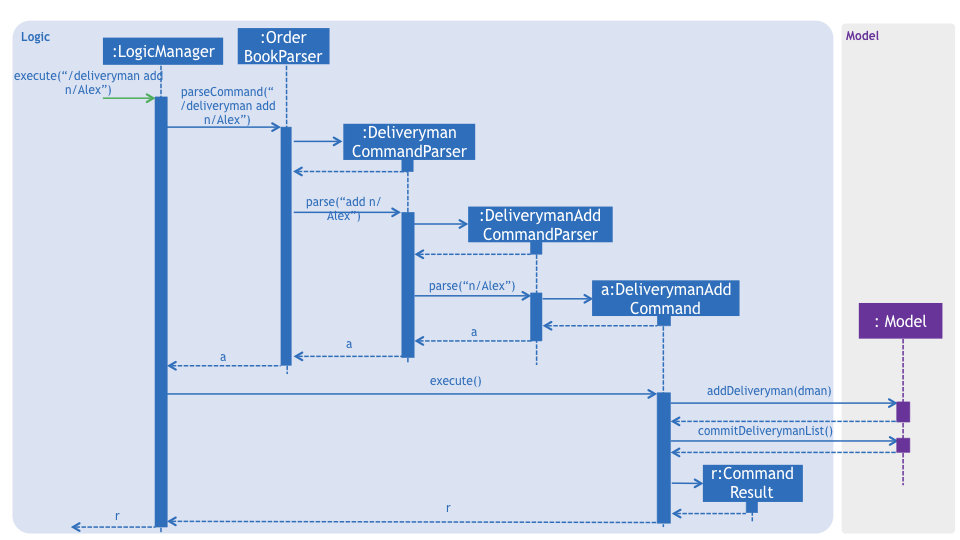 Logic
Model
:LogicManager
:Order
BookParser
execute(“/deliveryman add
n/Alex”)
parseCommand(“
/deliveryman add
n/Alex”)
:Deliveryman
CommandParser
parse(“add n/
Alex”)
:DeliverymanAdd
CommandParser
parse(“n/Alex”)
a:DeliverymanAdd
Command
: Model
a
a
a
execute()
addDeliveryman(dman)
commitDeliverymanList()
r:Command
Result
r
r